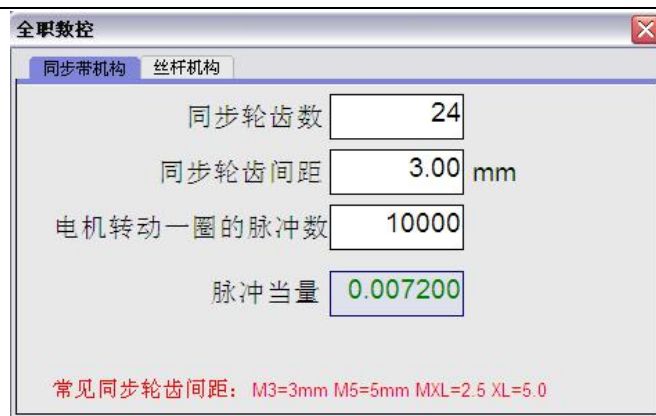 全职数控
同步带机构 丝杆机构
同步轮齿数 24
同步轮齿间距 3.00 mm
电机转动一圈的脉冲数 10000
脉冲当量 0.007200
常见同步轮齿间距： M3=3mm M5=5mm MXL=2.5 XL=5.0